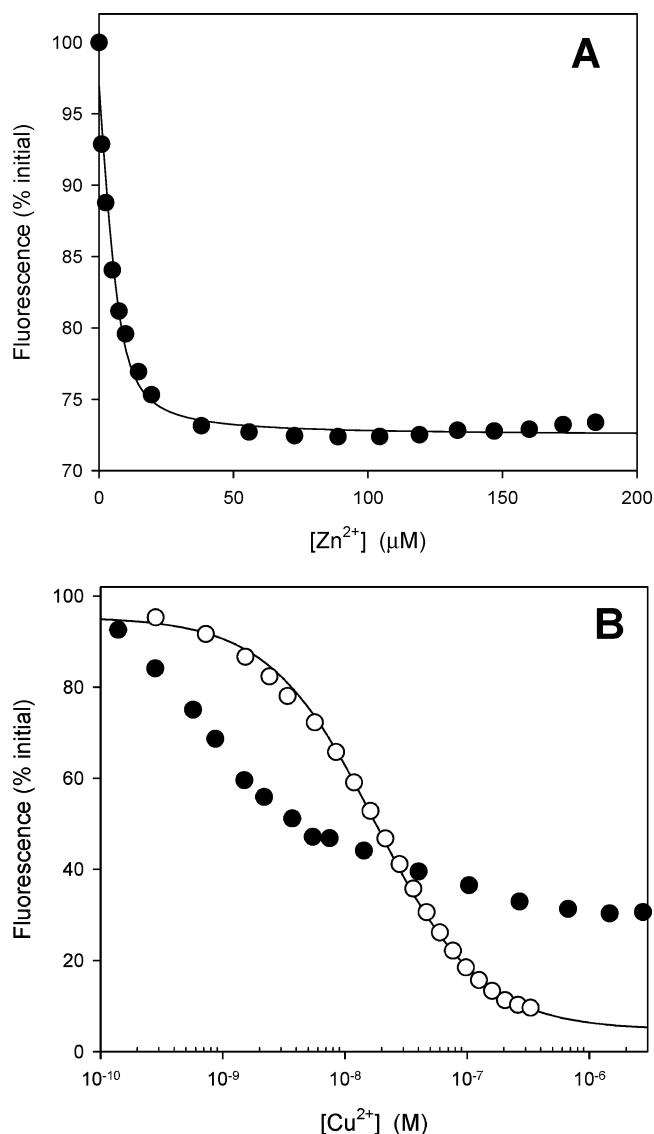 A
100
95
90
85
80
75
70
Fluorescence (% initial)
0 50 100 150 200
[Zn²⁺] (μM)
B
100
80
60
40
20
0
Fluorescence (% initial)
10⁻¹⁰ 10⁻⁹ 10⁻⁸ 10⁻⁷ 10⁻⁶
[Cu²⁺] (M)